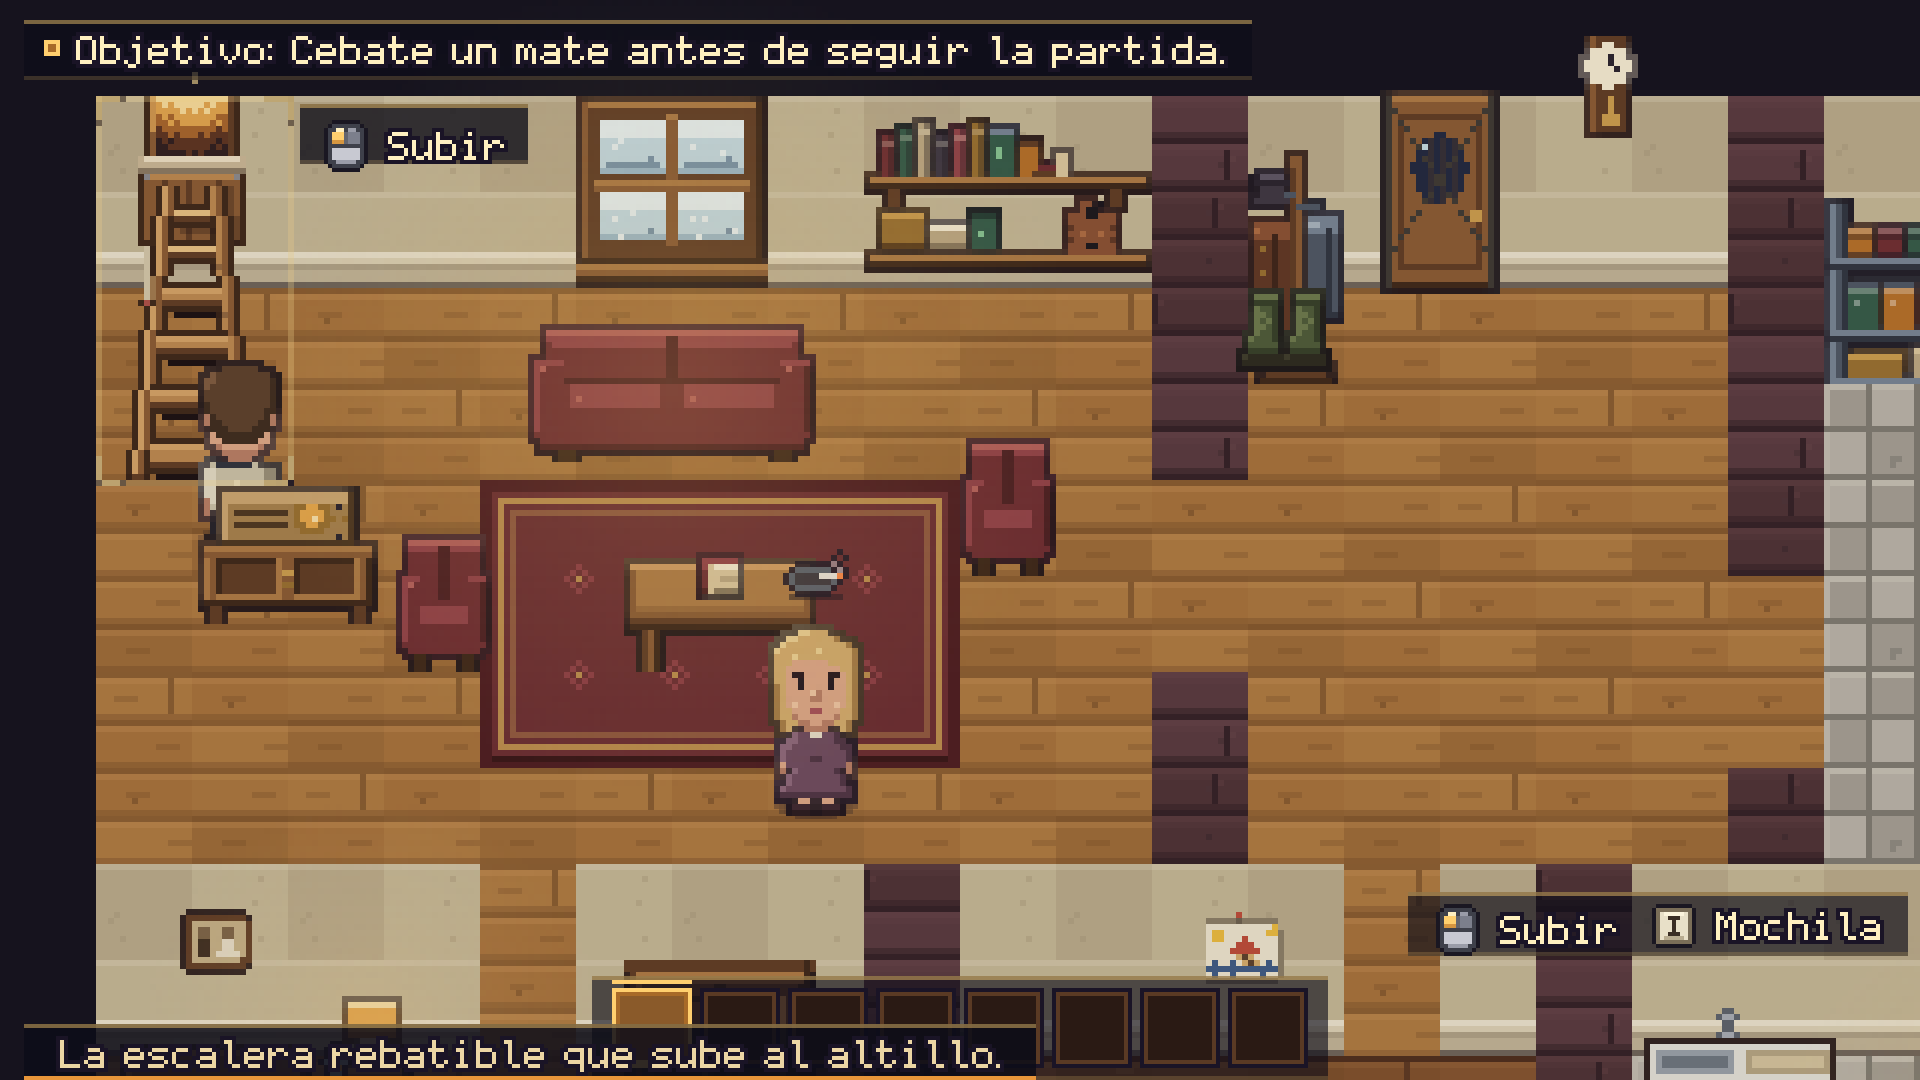 Objetivo: Cebate un mate antes de seguir la partida.
Subir
Subir
I Mochila
La escalera rebatible que sube al altillo.